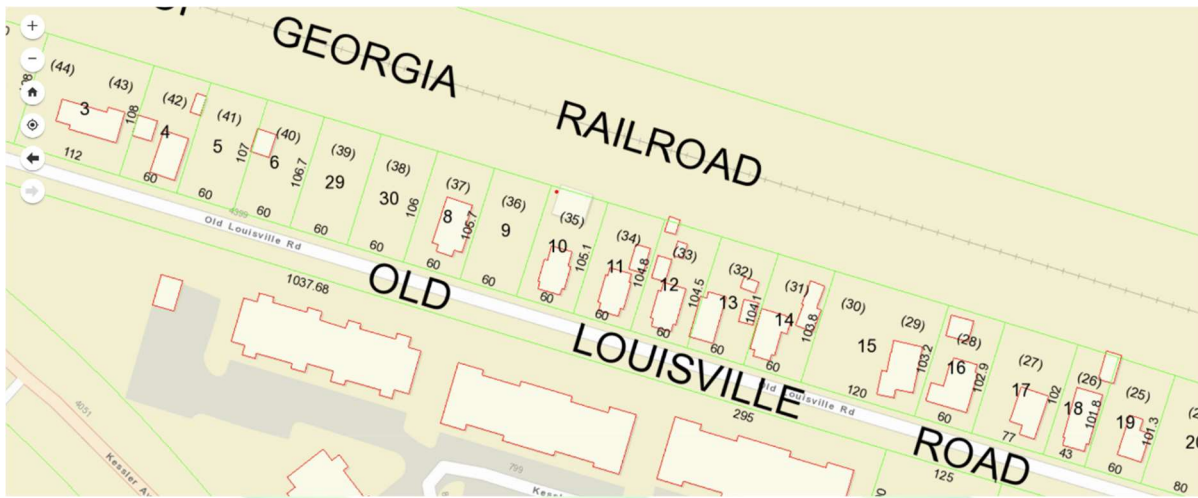 GEORGIA
RAILROAD
(44) (43) (42) (41) (40) (39) (38) (37) (36) (35) (34) (33) (32) (31) (30) (29) (28) (27) (26) (25)
3 4 5 6 29 30 8 9 10 11 12 13 14 15 16 17 18 19
108 107 106.7 106 105.7 105.1 104.8 104.5 104.1 103.8 103.2 102.9 102 101.8 101.3
112 60 60 60 60 60 60 60 60 60 60 60 60 120 60 77 43 60 80
4399
Old Louisville Rd
Old Louisville Rd
OLD
LOUISVILLE
ROAD
1037.68
295
125
4051
Kessler Av
799
Kess